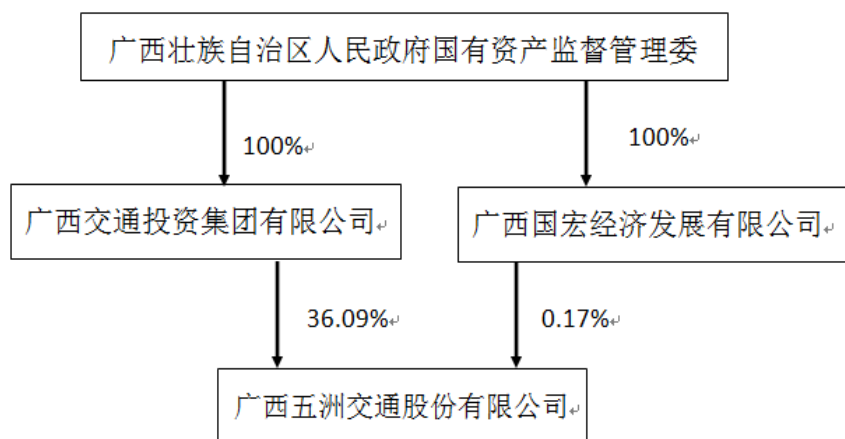 广西壮族自治区人民政府国有资产监督管理委
100%
100%
广西交通投资集团有限公司
广西国宏经济发展有限公司
36.09%
0.17%
广西五洲交通股份有限公司